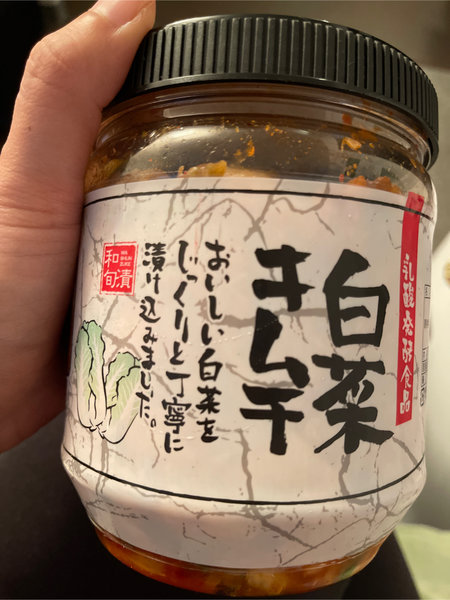 乳酸発酵食品
白菜
キムチ
おいしい白菜を
じっくりと丁寧に
漬け込みました。
和旬漬